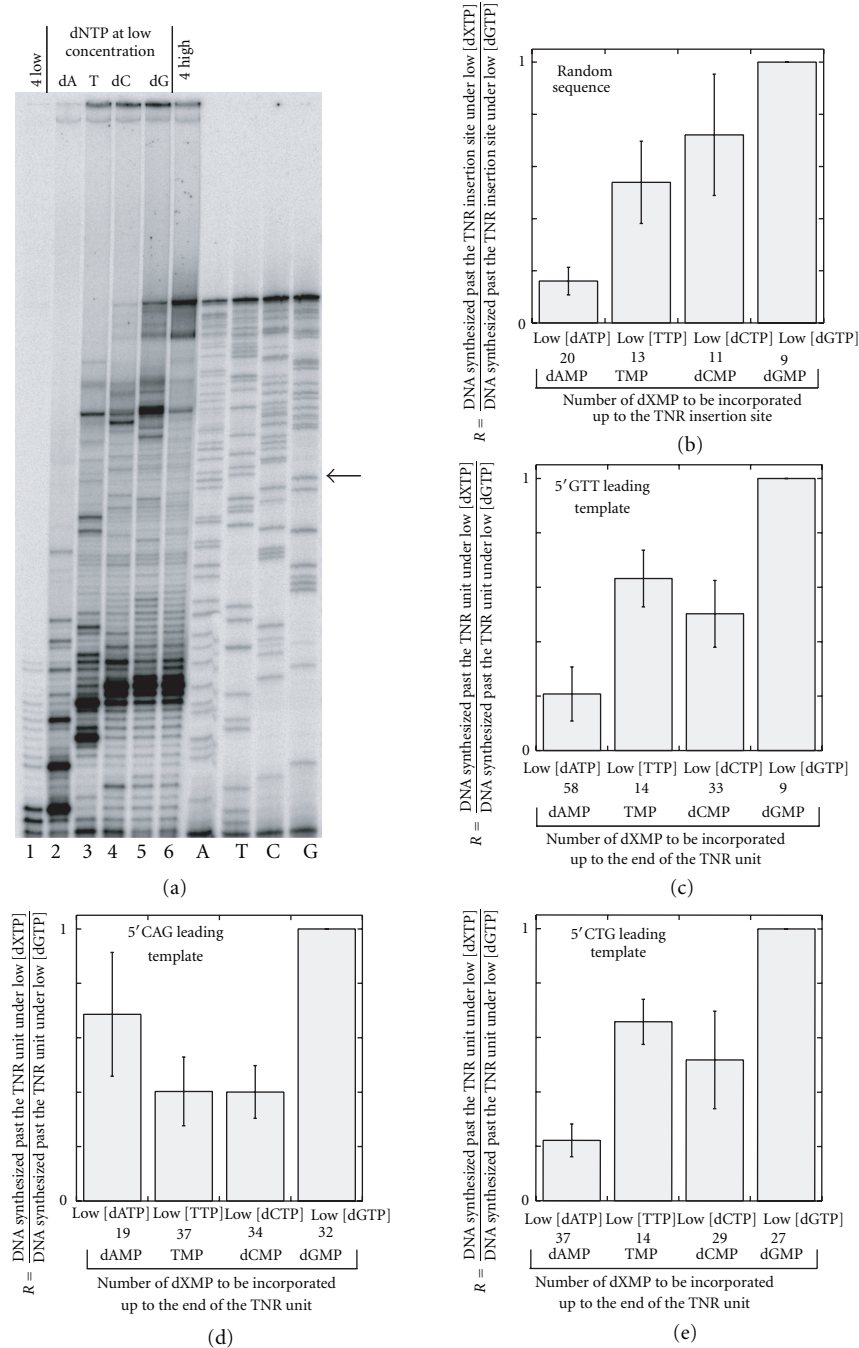 dNTP at low
concentration
4 low
dA T dC dG
4 high
1 2 3 4 5 6 A T C G
(a)
R = DNA synthesized past the TNR insertion site under low [dXTP]
DNA synthesized past the TNR insertion site under low [dGTP]
1
Random
sequence
0
Low [dATP] Low [TTP] Low [dCTP] Low [dGTP]
20 13 11 9
dAMP TMP dCMP dGMP
Number of dXMP to be incorporated
up to the TNR insertion site
(b)
R = DNA synthesized past the TNR unit under low [dXTP]
DNA synthesized past the TNR unit under low [dGTP]
1
5′GTT leading
template
0
Low [dATP] Low [TTP] Low [dCTP] Low [dGTP]
58 14 33 9
dAMP TMP dCMP dGMP
Number of dXMP to be incorporated
up to the end of the TNR unit
(c)
R = DNA synthesized past the TNR unit under low [dXTP]
DNA synthesized past the TNR unit under low [dGTP]
1
5′CAG leading
template
0
Low [dATP] Low [TTP] Low [dCTP] Low [dGTP]
19 37 34 32
dAMP TMP dCMP dGMP
Number of dXMP to be incorporated
up to the end of the TNR unit
(d)
R = DNA synthesized past the TNR unit under low [dXTP]
DNA synthesized past the TNR unit under low [dGTP]
1
5′CTG leading
template
0
Low [dATP] Low [TTP] Low [dCTP] Low [dGTP]
37 14 29 27
dAMP TMP dCMP dGMP
Number of dXMP to be incorporated
up to the end of the TNR unit
(e)